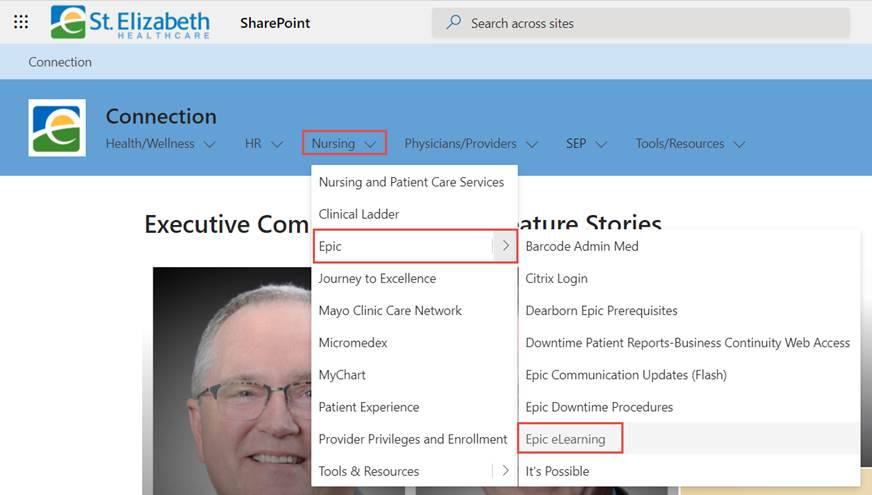 St. Elizabeth
HEALTHCARE
SharePoint
Search across sites
Connection
Connection
Health/Wellness
HR
Nursing
Physicians/Providers
SEP
Tools/Resources
Nursing and Patient Care Services
Clinical Ladder
Epic
Journey to Excellence
Mayo Clinic Care Network
Micromedex
MyChart
Patient Experience
Provider Privileges and Enrollment
Tools & Resources
Barcode Admin Med
Citrix Login
Dearborn Epic Prerequisites
Downtime Patient Reports-Business Continuity Web Access
Epic Communication Updates (Flash)
Epic Downtime Procedures
Epic eLearning
It's Possible
Executive Com
ature Stories